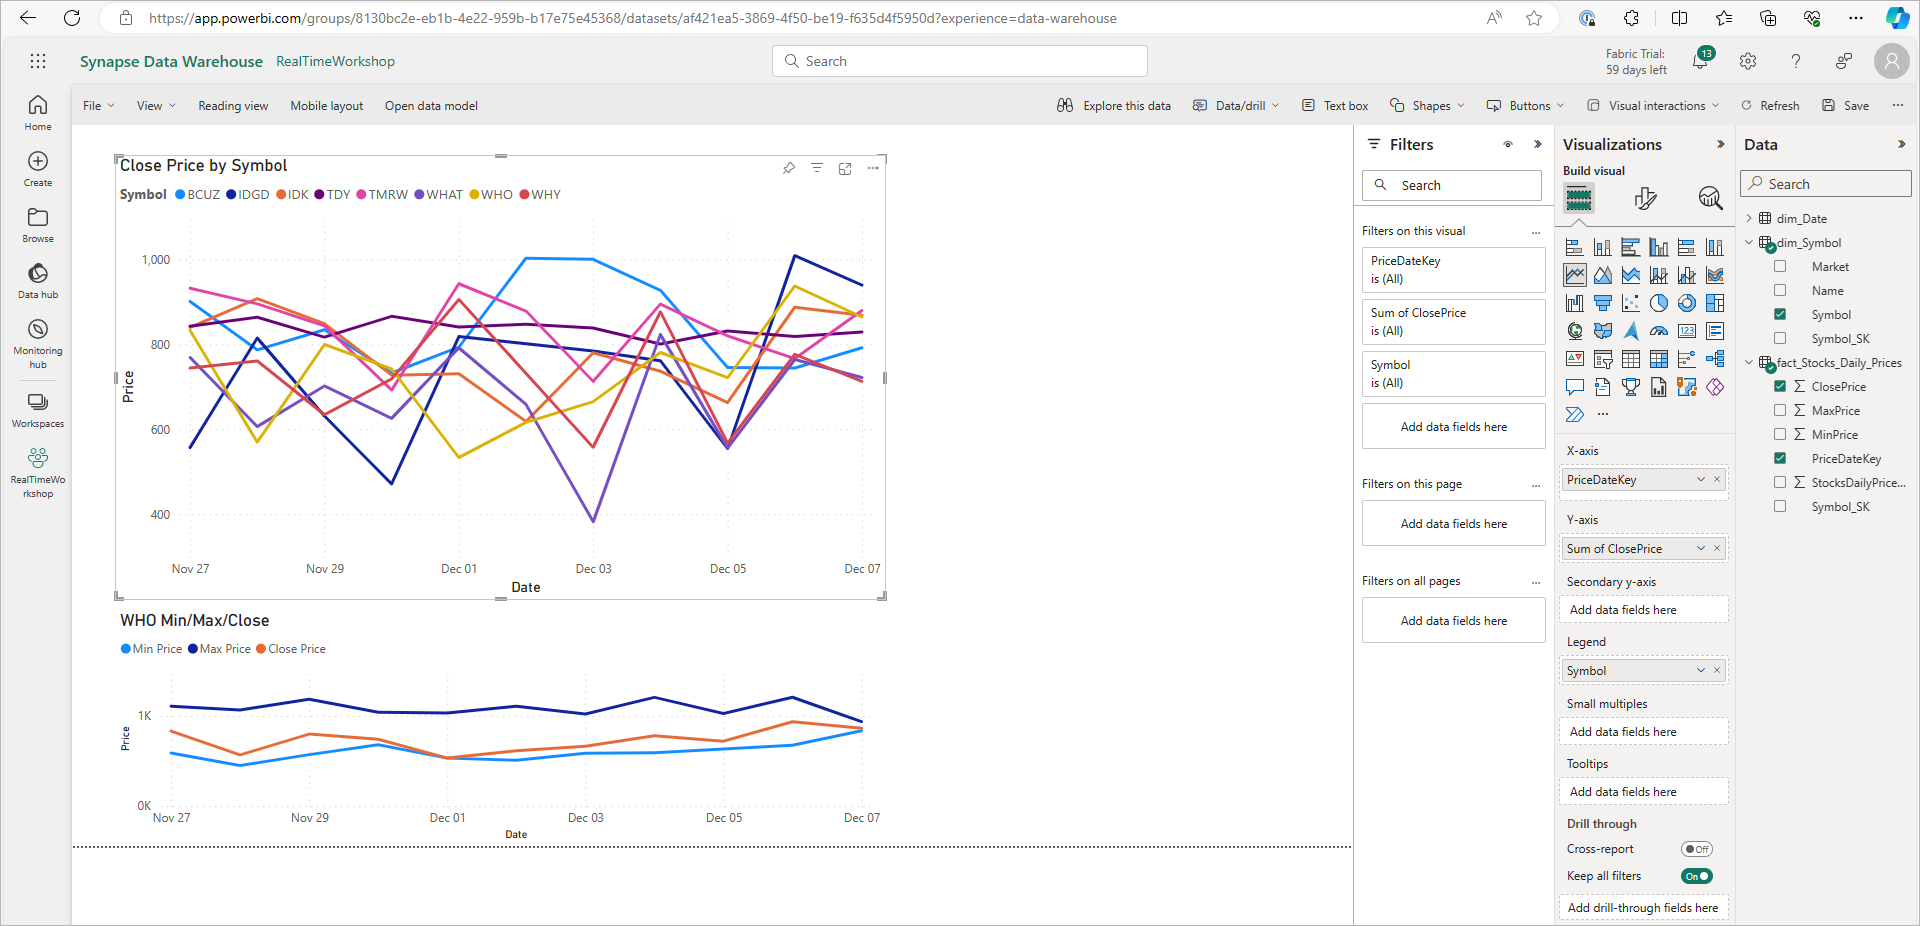 https://app.powerbi.com/groups/8130bc2e-eb1b-4e22-959b-b17e75e45368/datasets/af421ea5-3869-4f50-be19-f635d4f5950d?experience=data-warehouse
Synapse Data Warehouse RealTimeWorkshop
Search
Fabric Trial:
59 days left
13
File View Reading view Mobile layout Open data model
Explore this data Data/drill Text box Shapes Buttons Visual interactions Refresh Save
Home
Create
Browse
Data hub
Monitoring
hub
Workspaces
RealTimeWo
rkshop
Close Price by Symbol
Symbol BCUZ IDGD IDK TDY TMRW WHAT WHO WHY
1,000
800
600
400
Price
Nov 27 Nov 29 Dec 01 Dec 03 Dec 05 Dec 07
Date
WHO Min/Max/Close
Min Price Max Price Close Price
1K
0K
Price
Nov 27 Nov 29 Dec 01 Dec 03 Dec 05 Dec 07
Date
Filters
Search
Filters on this visual
PriceDateKey
is (All)
Sum of ClosePrice
is (All)
Symbol
is (All)
Add data fields here
Filters on this page
Add data fields here
Filters on all pages
Add data fields here
Visualizations
Build visual
123
X-axis
PriceDateKey
Y-axis
Sum of ClosePrice
Secondary y-axis
Add data fields here
Legend
Symbol
Small multiples
Add data fields here
Tooltips
Add data fields here
Drill through
Cross-report Off
Keep all filters On
Add drill-through fields here
Data
Search
dim_Date
dim_Symbol
Market
Name
Symbol
Symbol_SK
fact_Stocks_Daily_Prices
ClosePrice
MaxPrice
MinPrice
PriceDateKey
StocksDailyPrice...
Symbol_SK